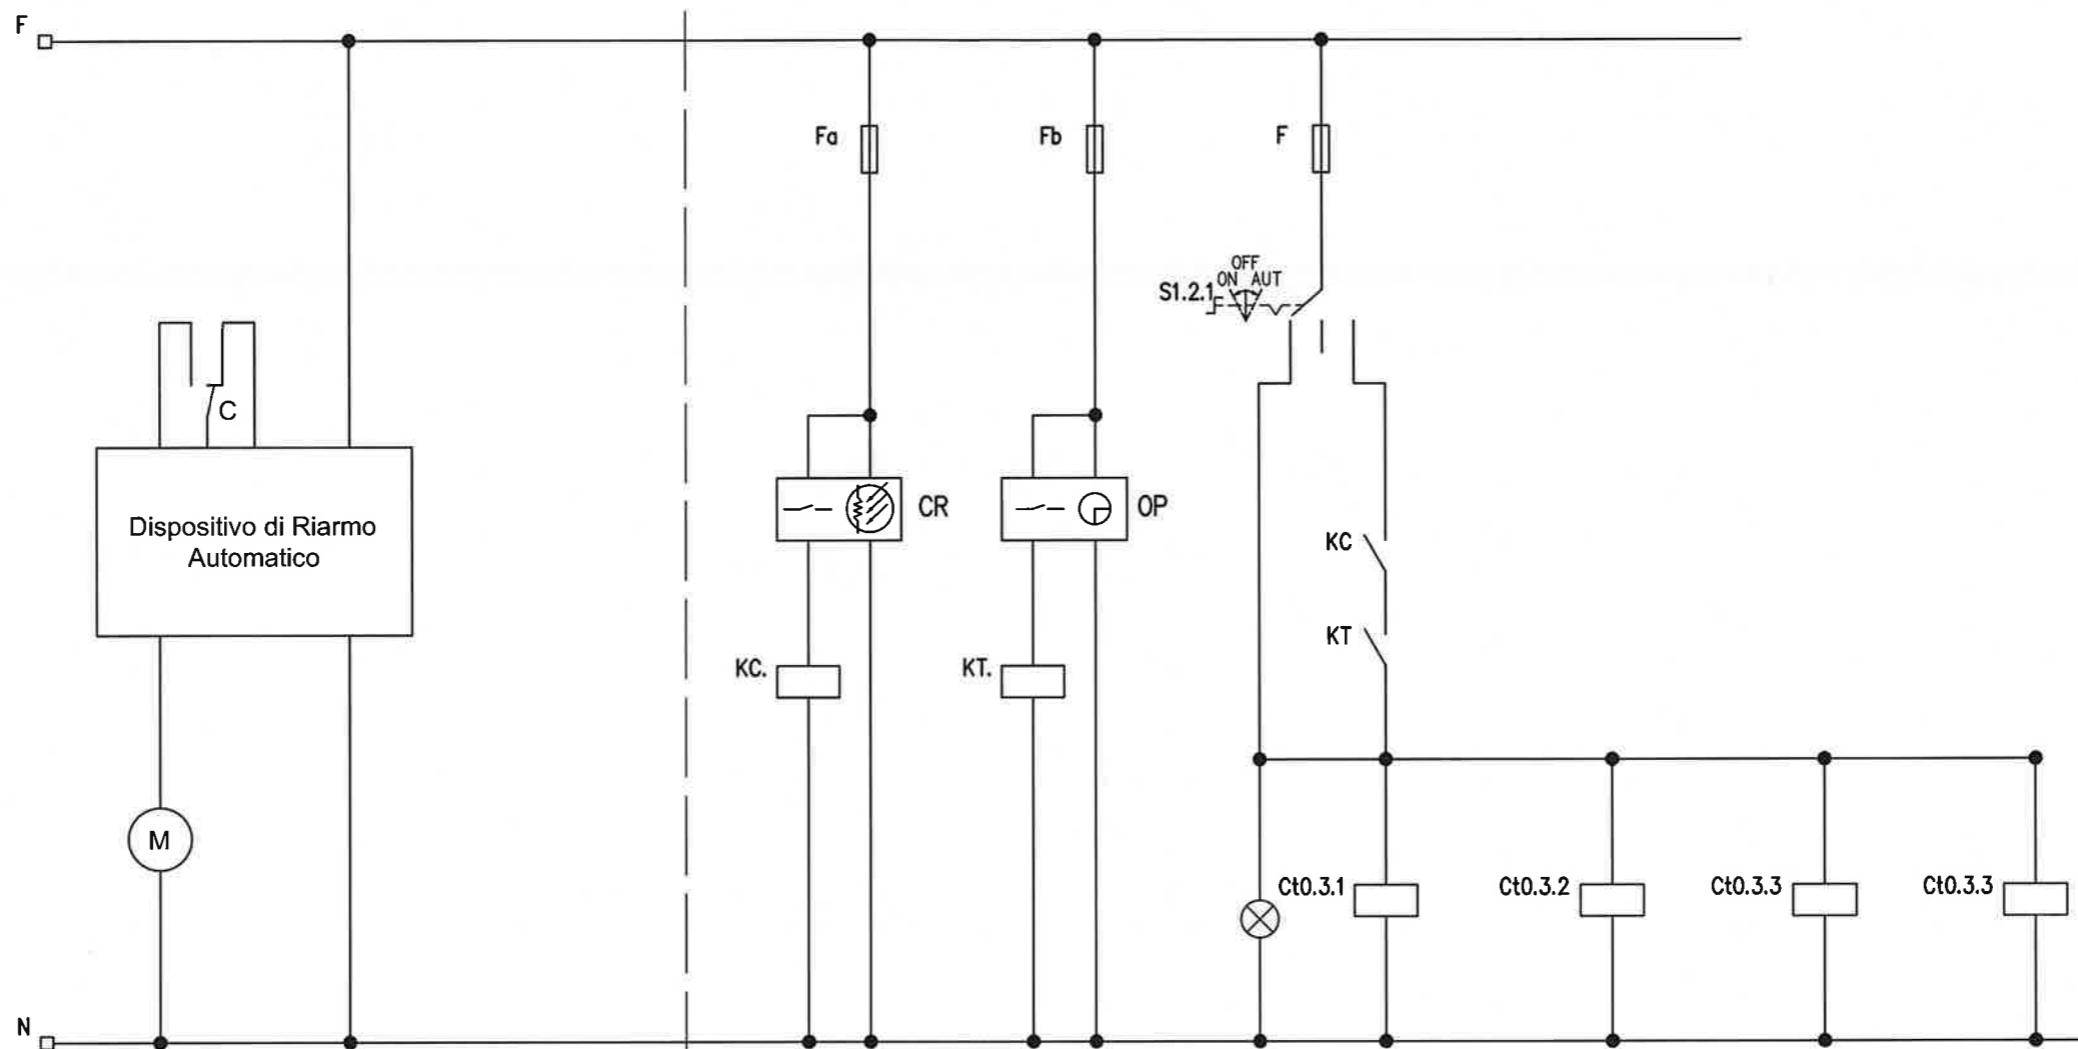 F
Fa
Fb
F
OFF
ON AUT
S1.2.1
C
Dispositivo di Riarmo
Automatico
CR
OP
KC
KT
KC.
KT.
M
Ct0.3.1
Ct0.3.2
Ct0.3.3
Ct0.3.3
N